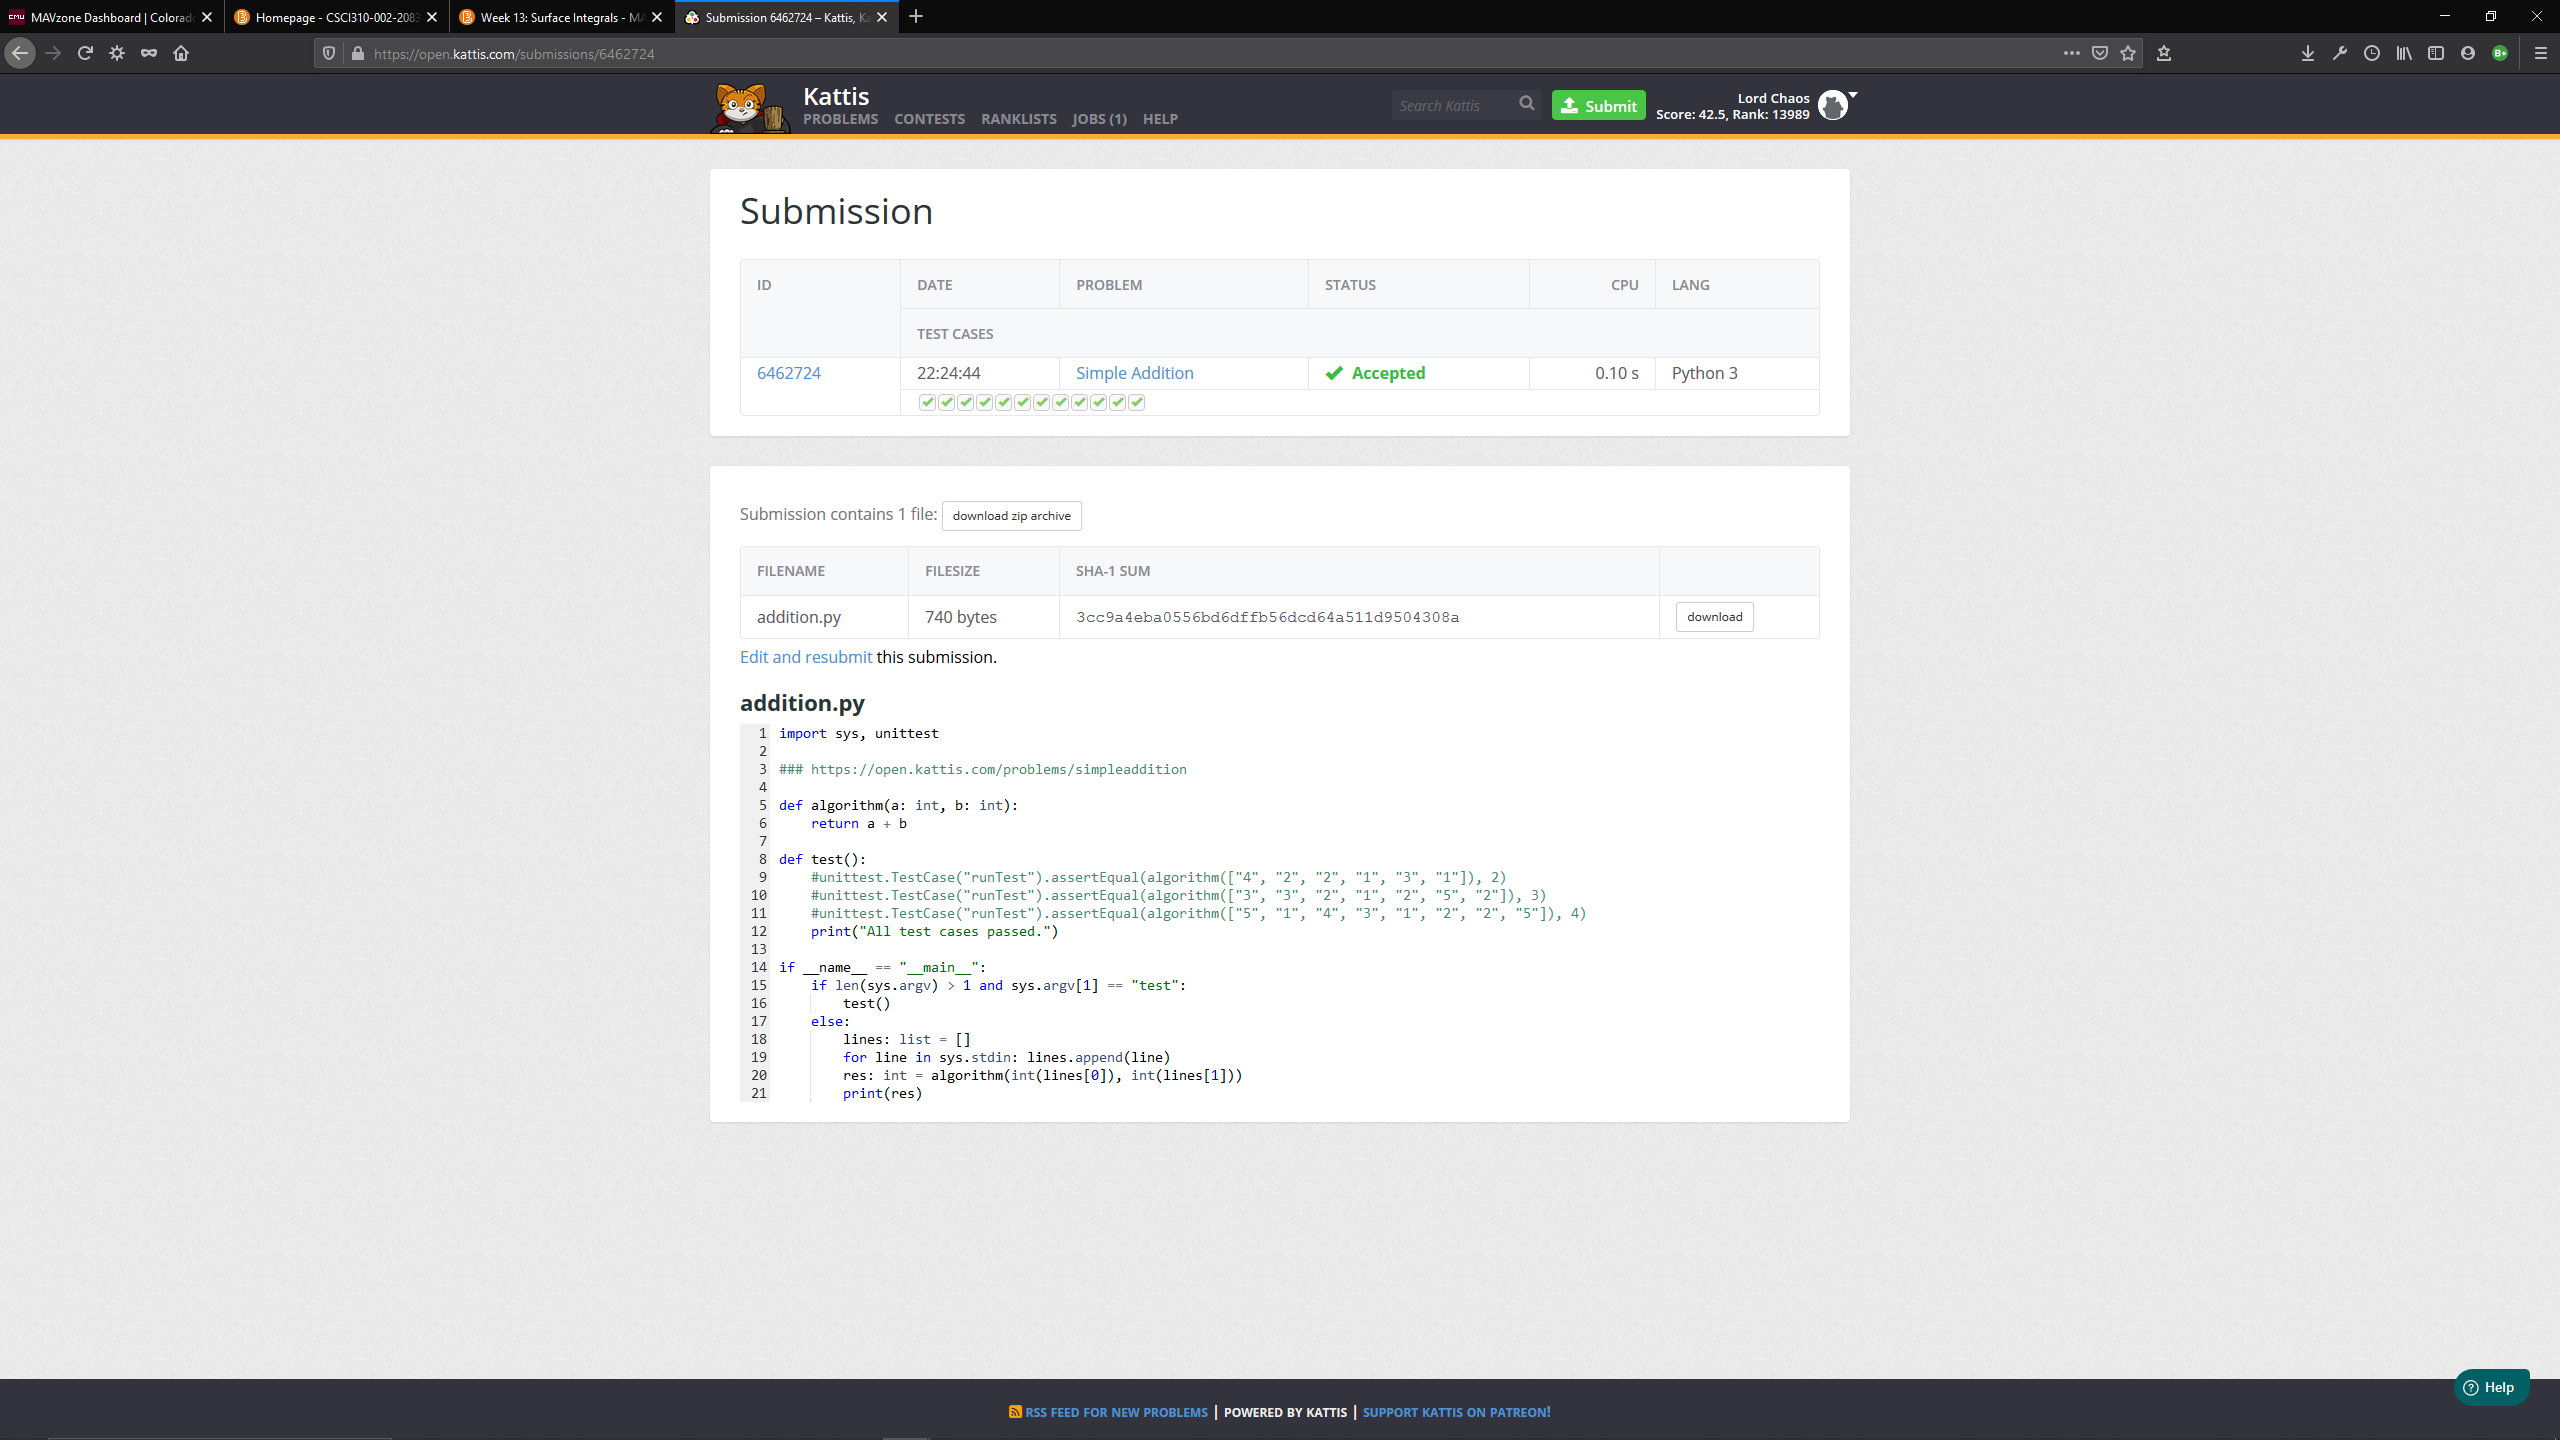 MAVzone Dashboard | Colorad
Homepage - CSCI310-002-2083
Week 13: Surface Integrals - MA
Submission 6462724 – Kattis, Ka
https://open.kattis.com/submissions/6462724
Kattis
PROBLEMS CONTESTS RANKLISTS JOBS (1) HELP
Search Kattis
Submit
Lord Chaos
Score: 42.5, Rank: 13989
Submission
ID DATE PROBLEM STATUS CPU LANG
TEST CASES
6462724 22:24:44 Simple Addition Accepted 0.10 s Python 3
Submission contains 1 file: download zip archive
FILENAME FILESIZE SHA-1 SUM
addition.py 740 bytes 3cc9a4eba0556bd6dffb56dcd64a511d9504308a download
Edit and resubmit this submission.
addition.py
1 import sys, unittest
2
3 ### https://open.kattis.com/problems/simpleaddition
4
5 def algorithm(a: int, b: int):
6     return a + b
7
8 def test():
9     #unittest.TestCase("runTest").assertEqual(algorithm(["4", "2", "2", "1", "3", "1"]), 2)
10     #unittest.TestCase("runTest").assertEqual(algorithm(["3", "3", "2", "1", "2", "5", "2"]), 3)
11     #unittest.TestCase("runTest").assertEqual(algorithm(["5", "1", "4", "3", "1", "2", "2", "5"]), 4)
12     print("All test cases passed.")
13
14 if __name__ == "__main__":
15     if len(sys.argv) > 1 and sys.argv[1] == "test":
16         test()
17     else:
18         lines: list = []
19         for line in sys.stdin: lines.append(line)
20         res: int = algorithm(int(lines[0]), int(lines[1]))
21         print(res)
Help
RSS FEED FOR NEW PROBLEMS | POWERED BY KATTIS | SUPPORT KATTIS ON PATREON!